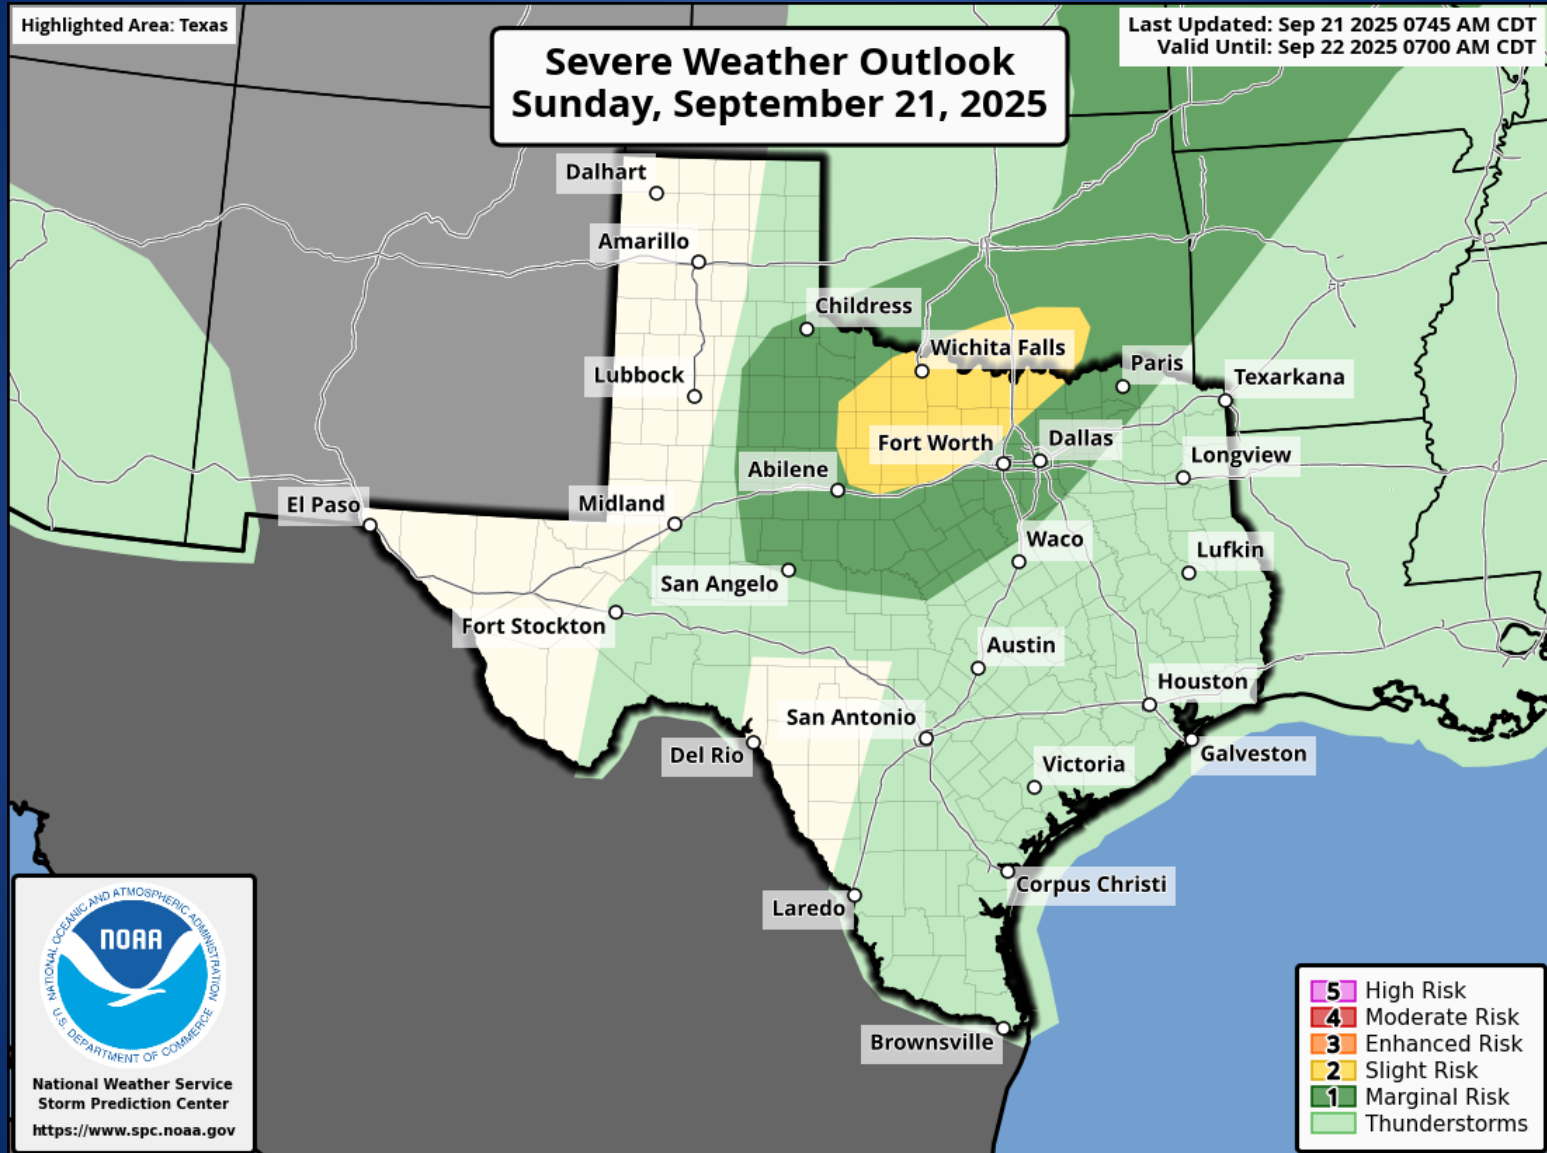 Highlighted Area: Texas
Severe Weather Outlook
Sunday, September 21, 2025
Last Updated: Sep 21 2025 0745 AM CDT
Valid Until: Sep 22 2025 0700 AM CDT
Dalhart
Amarillo
Childress
Wichita Falls
Lubbock
Paris
Texarkana
Fort Worth
Dallas
Abilene
Longview
El Paso
Midland
Waco
Lufkin
San Angelo
Fort Stockton
Austin
Houston
San Antonio
Del Rio
Galveston
Victoria
Corpus Christi
Laredo
Brownsville
NATIONAL OCEANIC AND ATMOSPHERIC ADMINISTRATION
NOAA
U.S. DEPARTMENT OF COMMERCE
National Weather Service
Storm Prediction Center
https://www.spc.noaa.gov
5 High Risk
4 Moderate Risk
3 Enhanced Risk
2 Slight Risk
1 Marginal Risk
Thunderstorms